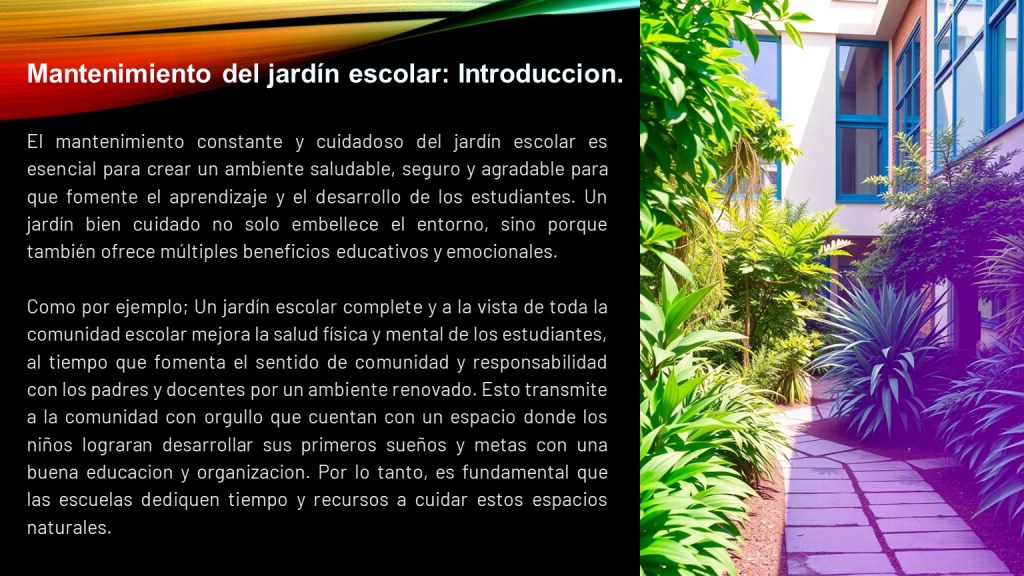 Mantenimiento del jardín escolar: Introduccion.
El mantenimiento constante y cuidadoso del jardín escolar es
esencial para crear un ambiente saludable, seguro y agradable para
que fomente el aprendizaje y el desarrollo de los estudiantes. Un
jardín bien cuidado no solo embellece el entorno, sino porque
también ofrece múltiples beneficios educativos y emocionales.
Como por ejemplo; Un jardín escolar complete y a la vista de toda la
comunidad escolar mejora la salud física y mental de los estudiantes,
al tiempo que fomenta el sentido de comunidad y responsabilidad
con los padres y docentes por un ambiente renovado. Esto transmite
a la comunidad con orgullo que cuentan con un espacio donde los
niños lograran desarrollar sus primeros sueños y metas con una
buena educacion y organizacion. Por lo tanto, es fundamental que
las escuelas dediquen tiempo y recursos a cuidar estos espacios
naturales.